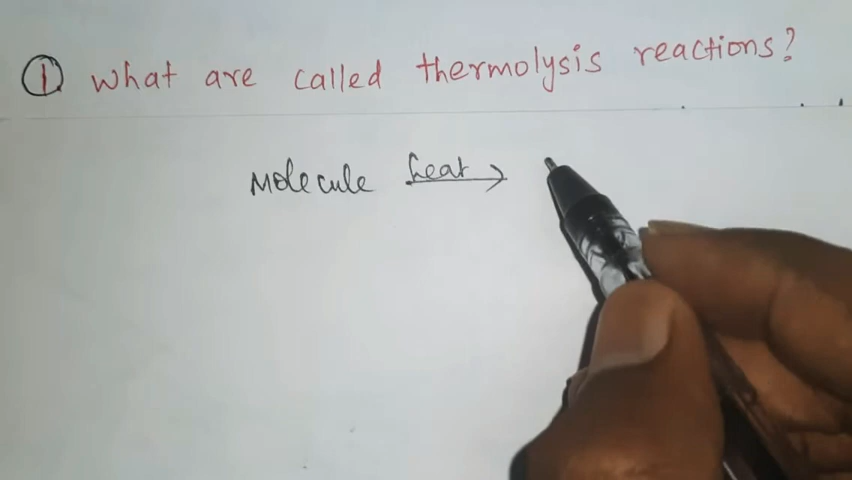 ① What are called thermolysis reactions?
Molecule heat →